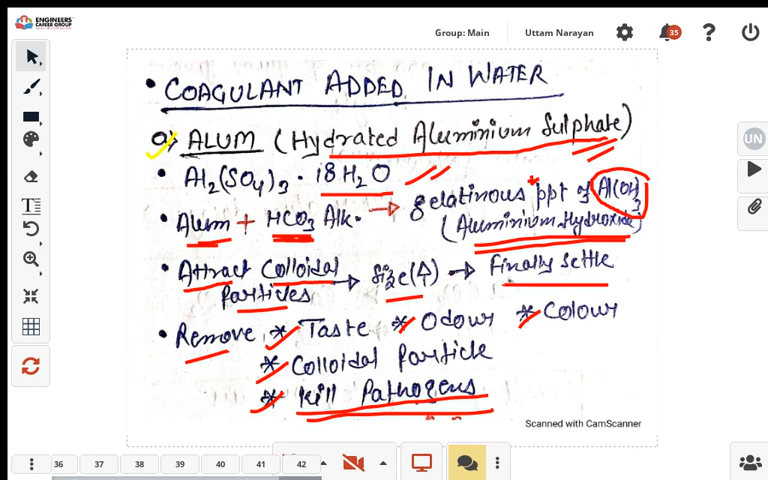 ENGINEERS
CAREER GROUP
Group: Main
Uttam Narayan
35
• COAGULANT ADDED IN WATER
a) ALUM (Hydrated Aluminium Sulphate)
• Al2(SO4)3 · 18H2O
• Alum + HCO3 Alk. → gelatinous ppt of Al(OH)3
(Aluminium Hydroxide)
• Attract Colloidal Particles → Size(↑) → Finally Settle
• Remove * Taste * Odour * Colour
* Colloidal Particle
* Kill Pathogens
Scanned with CamScanner
UN
36 37 38 39 40 41 42